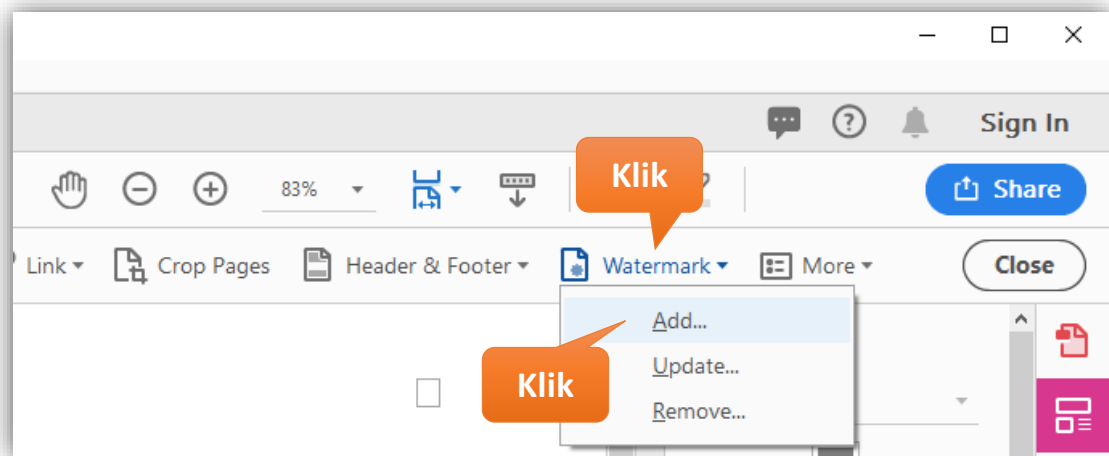 Sign In
83%
Klik
Share
Link
Crop Pages
Header & Footer
Watermark
More
Close
Add...
Klik
Update...
Remove...